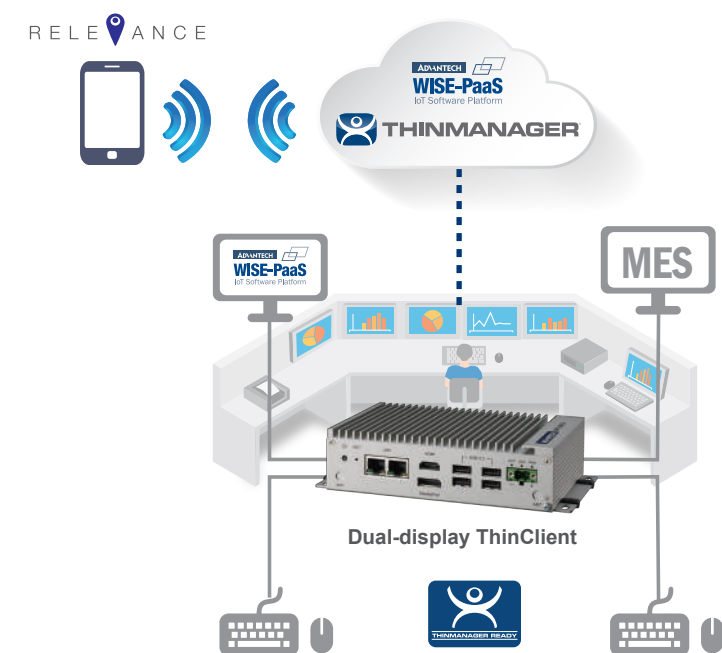 RELEVANCE
ADVANTECH
WISE-PaaS
IoT Software Platform
THINMANAGER
ADVANTECH
WISE-PaaS
IoT Software Platform
MES
Dual-display ThinClient
THINMANAGER READY